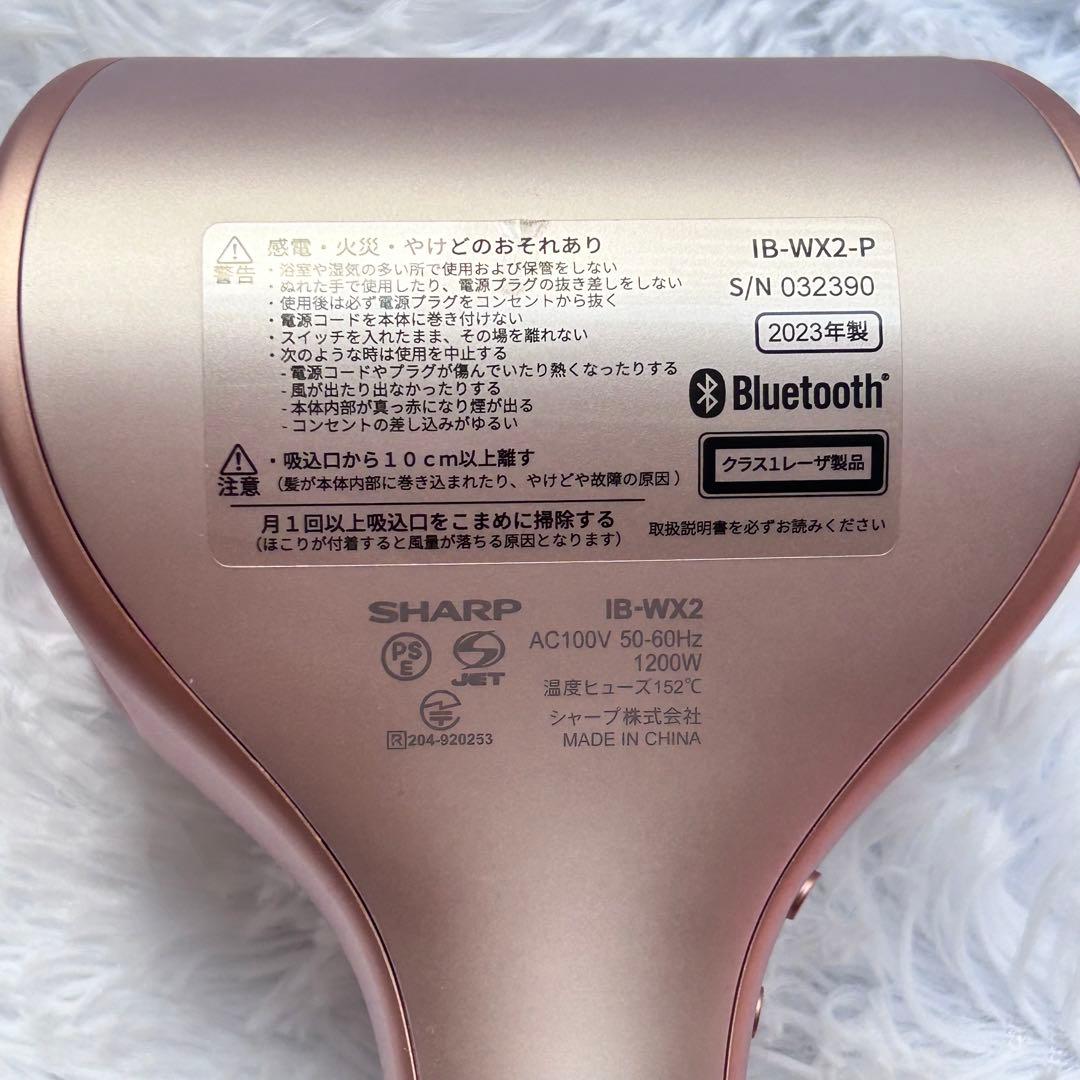 警告
感電・火災・やけどのおそれあり
・浴室や湿気の多い所で使用および保管をしない
・ぬれた手で使用したり、電源プラグの抜き差しをしない
・使用後は必ず電源プラグをコンセントから抜く
・電源コードを本体に巻き付けない
・スイッチを入れたまま、その場を離れない
・次のような時は使用を中止する
-電源コードやプラグが傷んでいたり熱くなったりする
-風が出たり出なかったりする
-本体内部が真っ赤になり煙が出る
-コンセントの差し込みがゆるい
注意
・吸込口から10cm以上離す
(髪が本体内部に巻き込まれたり、やけどや故障の原因)
月1回以上吸込口をこまめに掃除する
(ほこりが付着すると風量が落ちる原因となります)
IB-WX2-P
S/N 032390
2023年製
Bluetooth®
クラス1レーザ製品
取扱説明書を必ずお読みください
SHARP
IB-WX2
PSE
JET
AC100V 50-60Hz
1200W
温度ヒューズ152℃
R 204-920253
シャープ株式会社
MADE IN CHINA